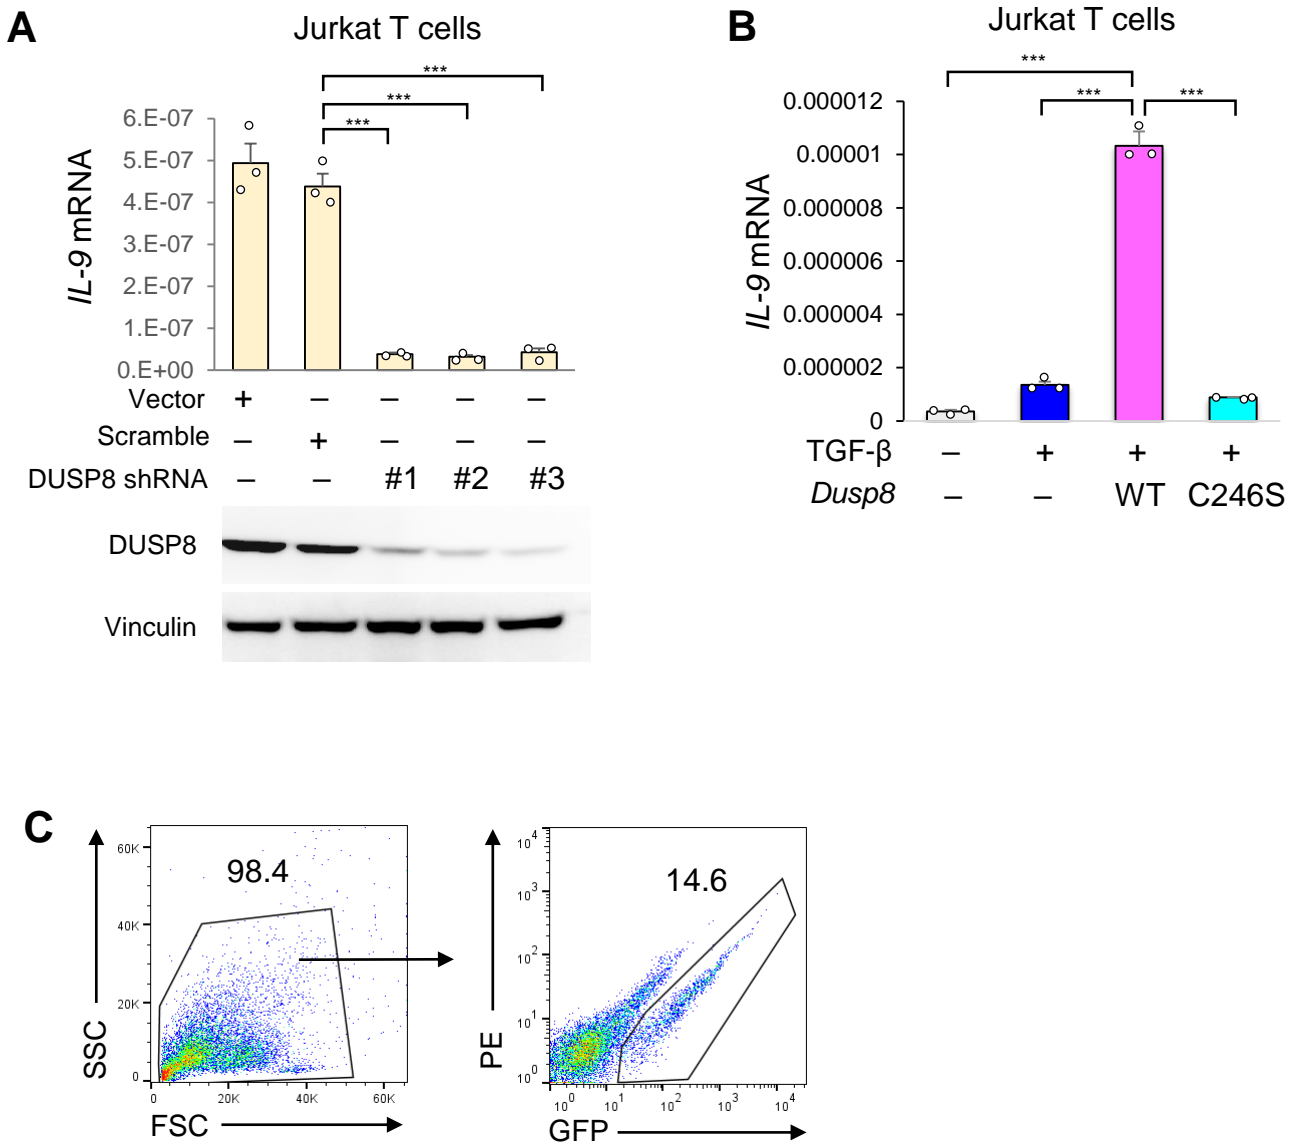 A
Jurkat T cells
***
***
***
IL-9 mRNA
6.E-07
5.E-07
4.E-07
3.E-07
2.E-07
1.E-07
0.E+00
Vector + – – – –
Scramble – + – – –
DUSP8 shRNA – – #1 #2 #3
DUSP8
Vinculin
B
Jurkat T cells
***
*** ***
IL-9 mRNA
0.000012
0.00001
0.000008
0.000006
0.000004
0.000002
0
TGF-β – + + +
Dusp8 – – WT C246S
C
98.4
SSC
60K
40K
20K
0
0 20K 40K 60K
FSC
14.6
PE
10^4
10^3
10^2
10^1
10^0
10^0 10^1 10^2 10^3 10^4
GFP